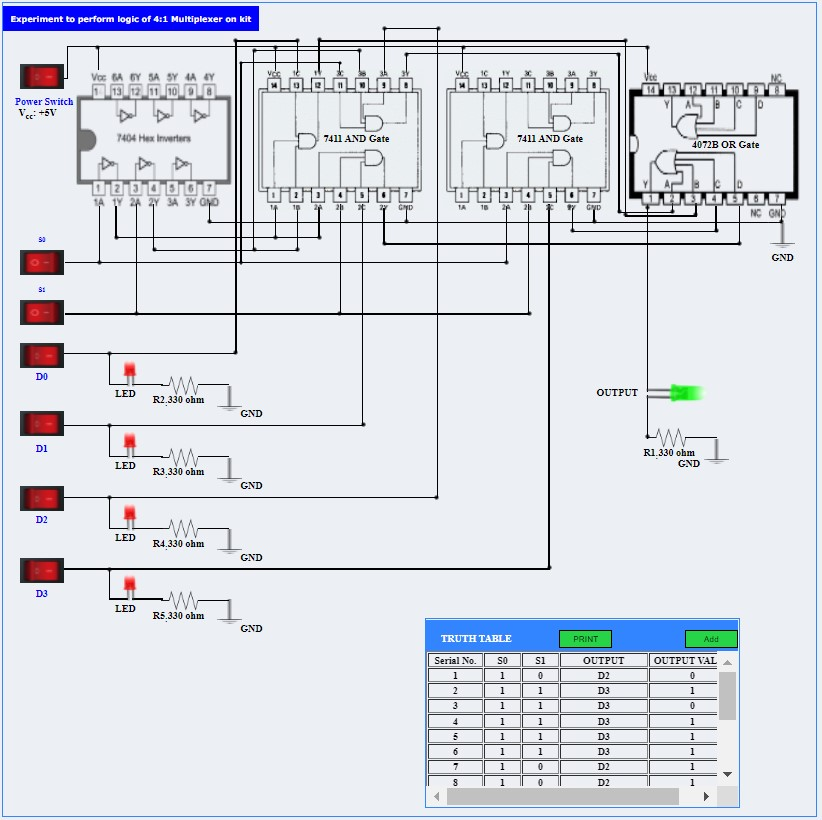 Experiment to perform logic of 4:1 Multiplexer on kit
Power Switch
Vcc: +5V
Vcc 6A 6Y 5A 5Y 4A 4Y
13 12 11 10 9 8
7404 Hex Inverters
1 2 3 4 5 6 7
1A 1Y 2A 2Y 3A 3Y GND
VCC 1C 1Y 3C 3B 3A 3Y
14 13 12 11 10 9 8
7411 AND Gate
1 2 3 4 5 6 7
1A 1B 2A 2B 2C 2Y GND
VCC 1C 1Y 3C 3B 3A 3Y
14 13 12 11 10 9 8
7411 AND Gate
1 2 3 4 5 6 7
1A 1B 2A 2B 2C 2Y GND
Vcc NC
14 13 12 11 10 9 8
Y A B C D
4072B OR Gate
Y A B C D
1 2 3 4 5 6 7
NC GND
GND
S0
S1
D0
LED
R2,330 ohm
GND
D1
LED
R3,330 ohm
GND
D2
LED
R4,330 ohm
GND
D3
LED
R5,330 ohm
GND
OUTPUT
R1,330 ohm
GND
TRUTH TABLE PRINT Add
Serial No. S0 S1 OUTPUT OUTPUT VAL
1 1 0 D2 0
2 1 1 D3 1
3 1 1 D3 0
4 1 1 D3 1
5 1 1 D3 1
6 1 1 D3 1
7 1 0 D2 1
8 1 0 D2 1